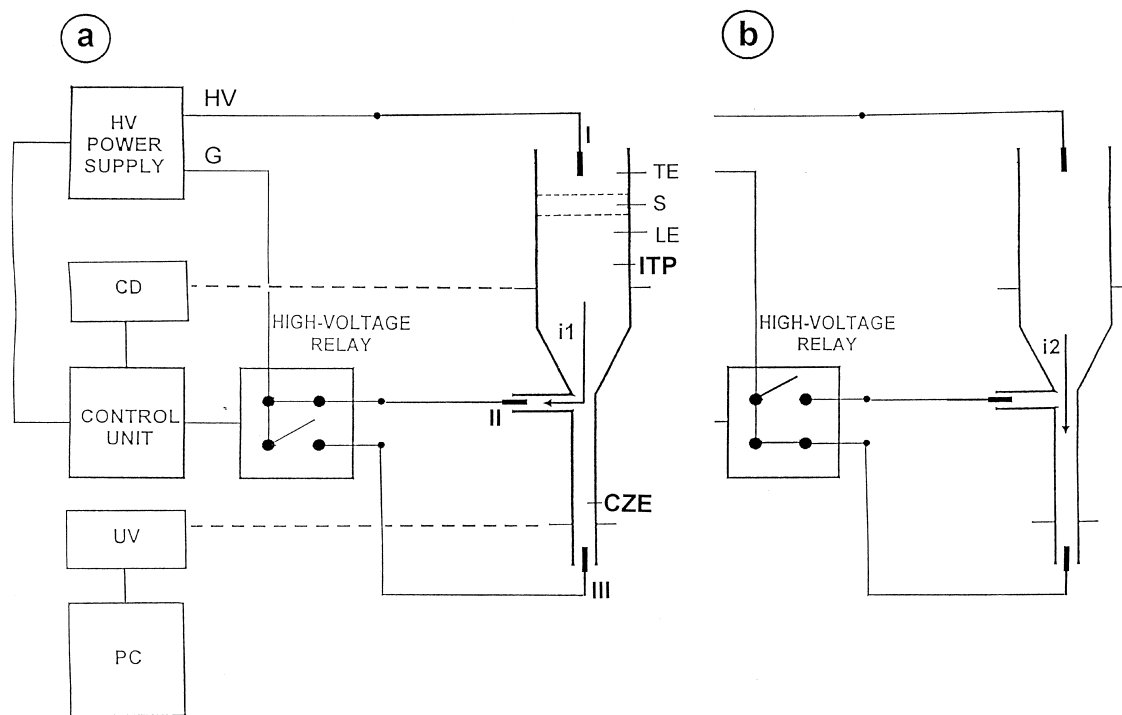 a
b
HV
HV
POWER
SUPPLY
G
I
TE
S
LE
ITP
CD
HIGH-VOLTAGE
RELAY
i1
HIGH-VOLTAGE
RELAY
i2
CONTROL
UNIT
II
CZE
UV
III
PC